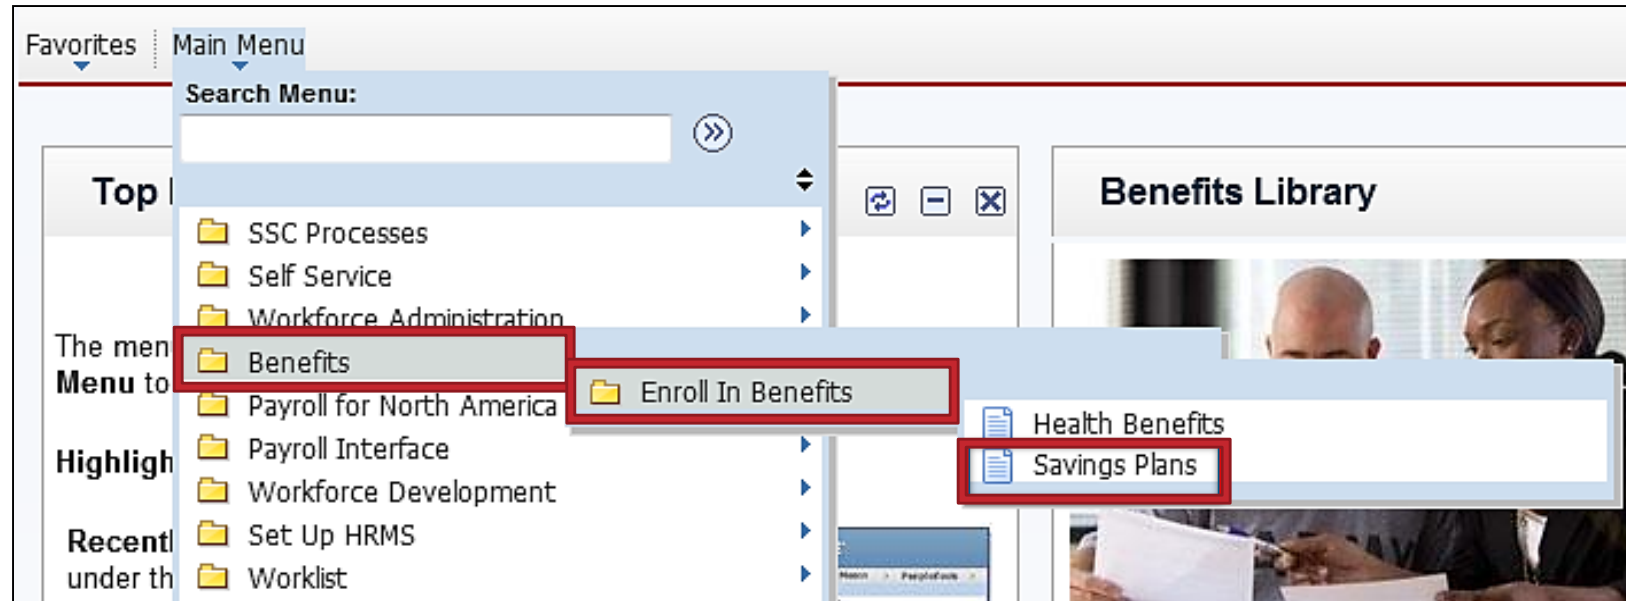 Favorites
Main Menu
Search Menu:
Top
Benefits Library
SSC Processes
Self Service
Workforce Administration
The men
Menu to
Benefits
Enroll In Benefits
Payroll for North America
Health Benefits
Highligh
Payroll Interface
Savings Plans
Workforce Development
Recentl
Set Up HRMS
under th
Worklist
PeopleTools